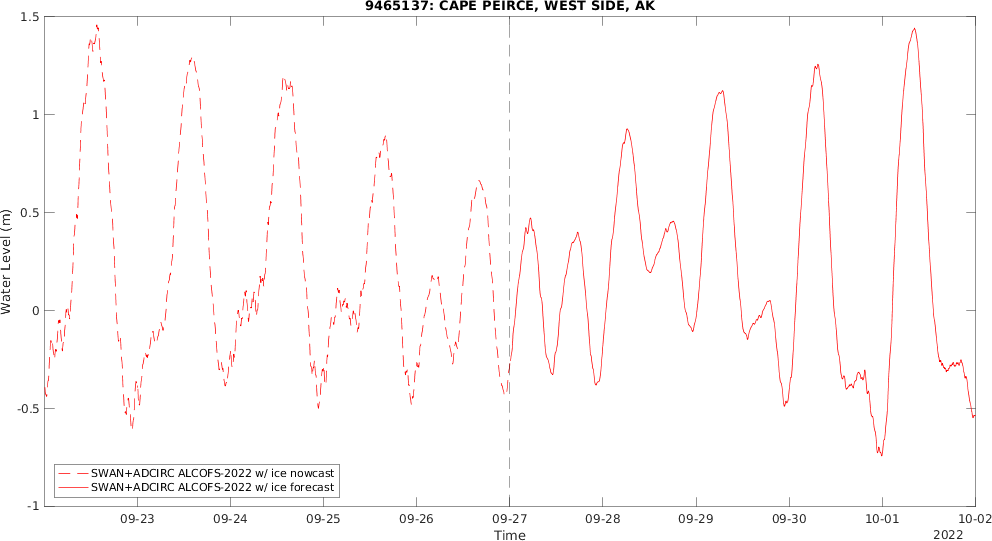 9465137: CAPE PEIRCE, WEST SIDE, AK
1.5
1
0.5
0
-0.5
-1
Water Level (m)
SWAN+ADCIRC ALCOFS-2022 w/ ice nowcast
SWAN+ADCIRC ALCOFS-2022 w/ ice forecast
09-23 09-24 09-25 09-26 09-27 09-28 09-29 09-30 10-01 10-02
Time
2022